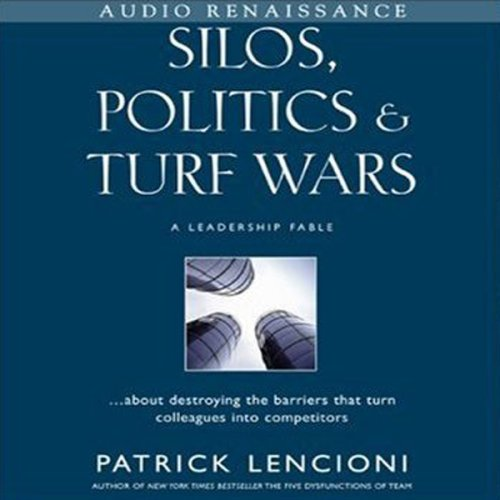 AUDIO RENAISSANCE
SILOS,
POLITICS &
TURF WARS
A LEADERSHIP FABLE
...about destroying the barriers that turn
colleagues into competitors
PATRICK LENCIONI
AUTHOR OF NEW YORK TIMES BESTSELLER THE FIVE DYSFUNCTIONS OF TEAM